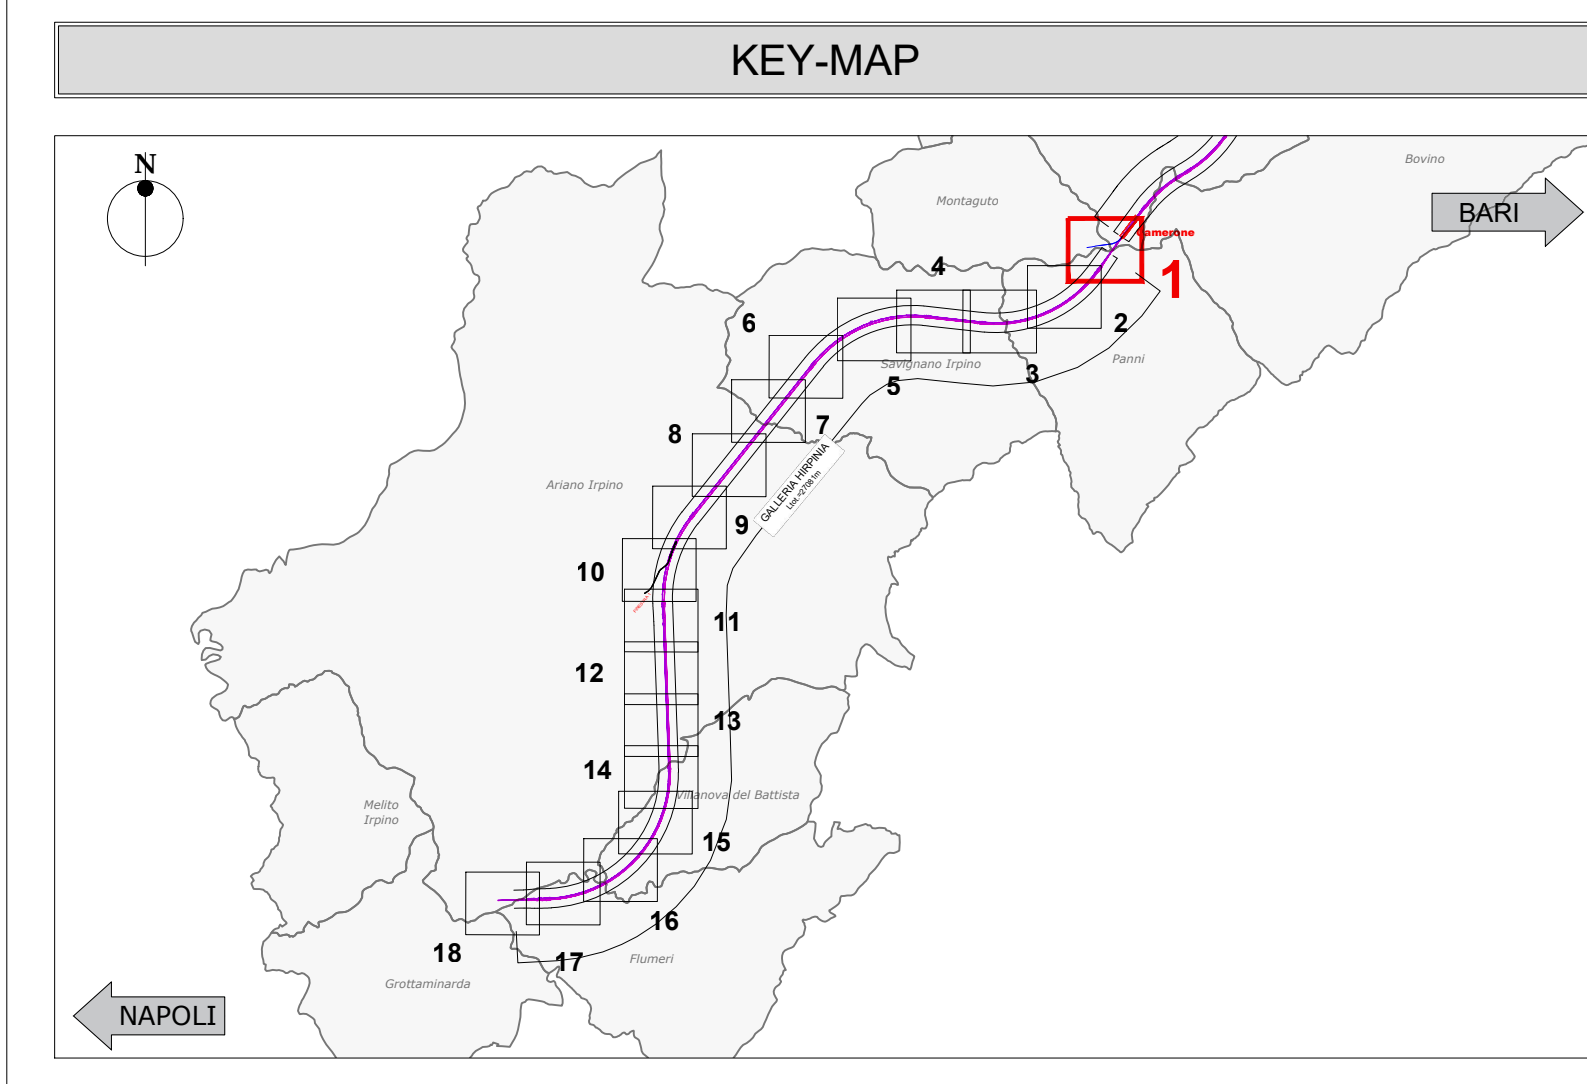 KEY-MAP
N
Bovino
Montaguto
BARI
Camerone
1
4
6
2
Panni
Savignano Irpino
3
5
7
8
GALLERIA HIRPINIA
Ariano Irpino
9
10
11
12
13
14
Villanova del Battista
Melito
Irpino
15
16
18
17
Flumeri
Grottaminarda
NAPOLI